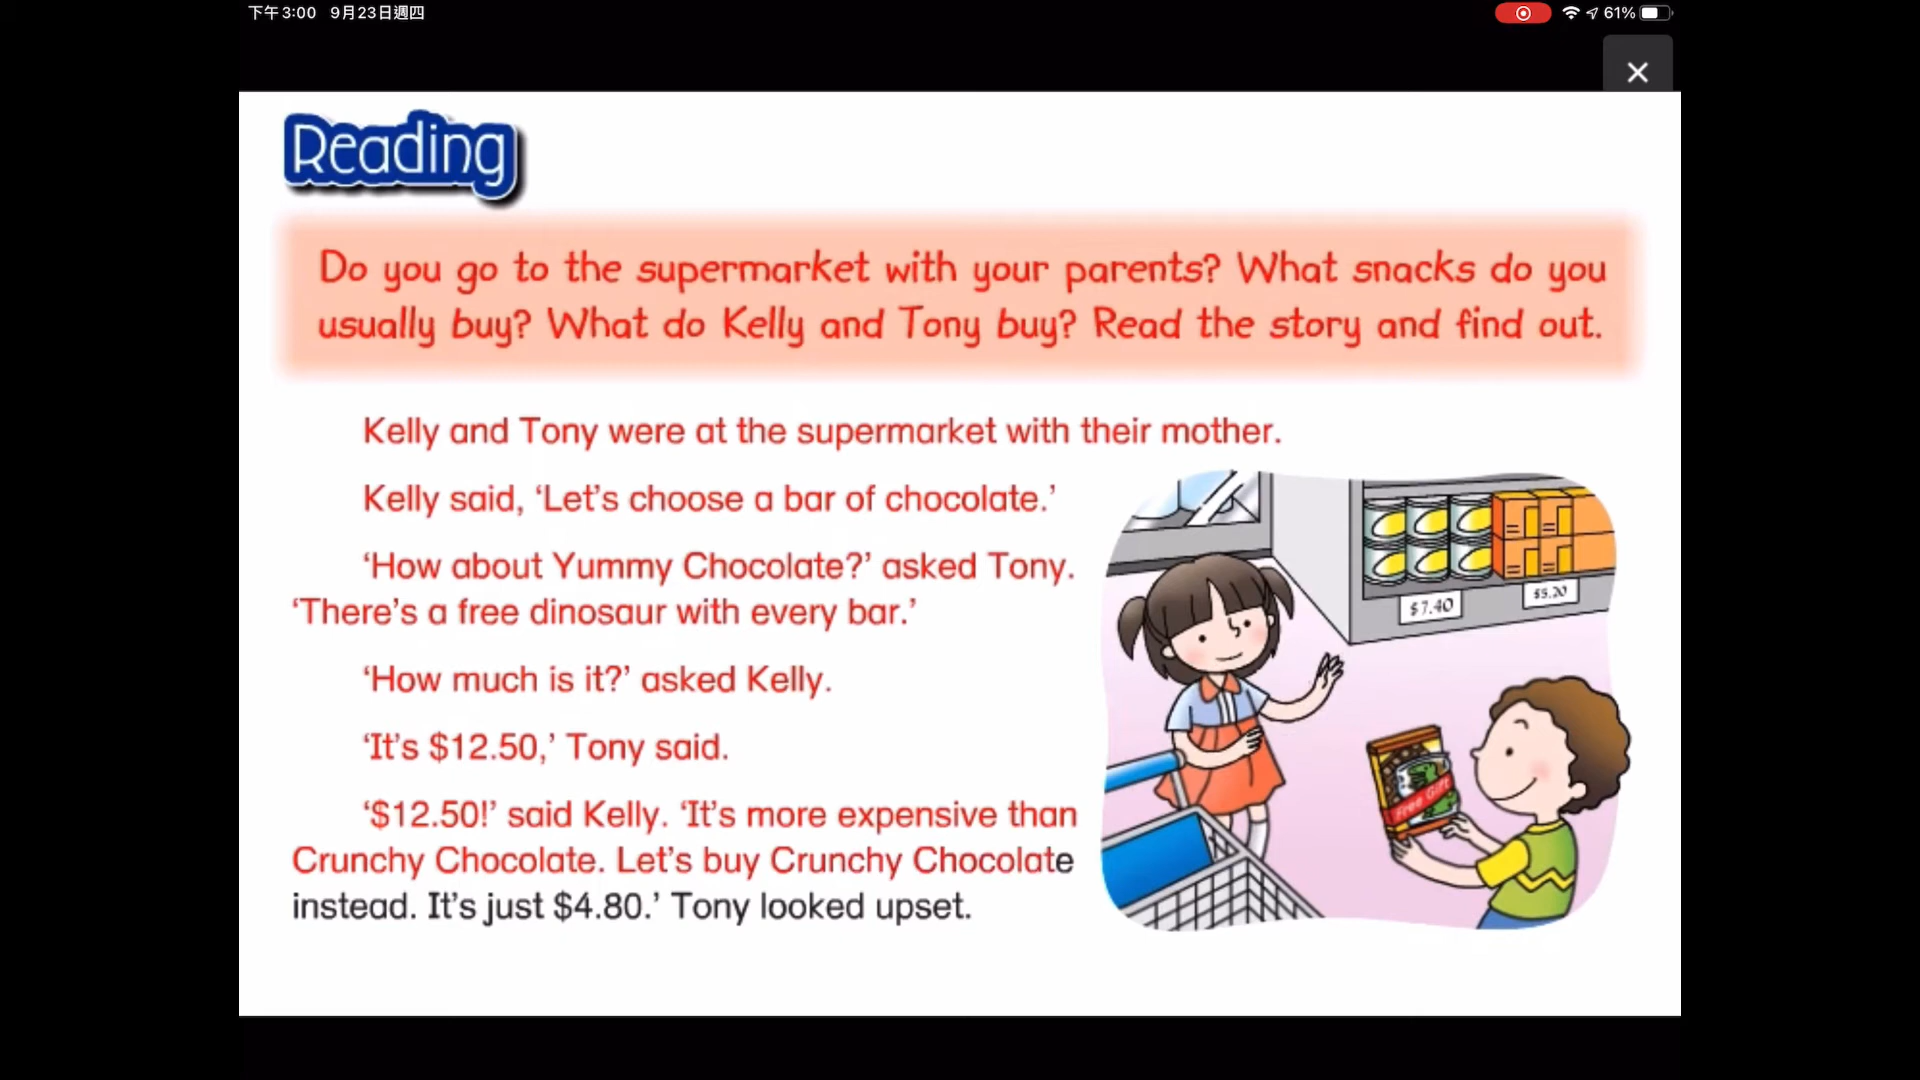 下午3:00 9月23日週四
61%
Reading
Do you go to the supermarket with your parents? What snacks do you
usually buy? What do Kelly and Tony buy? Read the story and find out.
Kelly and Tony were at the supermarket with their mother.
Kelly said, ‘Let’s choose a bar of chocolate.’
‘How about Yummy Chocolate?’ asked Tony.
‘There’s a free dinosaur with every bar.’
‘How much is it?’ asked Kelly.
‘It’s $12.50,’ Tony said.
‘$12.50!’ said Kelly. ‘It’s more expensive than
Crunchy Chocolate. Let’s buy Crunchy Chocolate
instead. It’s just $4.80.’ Tony looked upset.
$7.40
$5.20
Free Gift